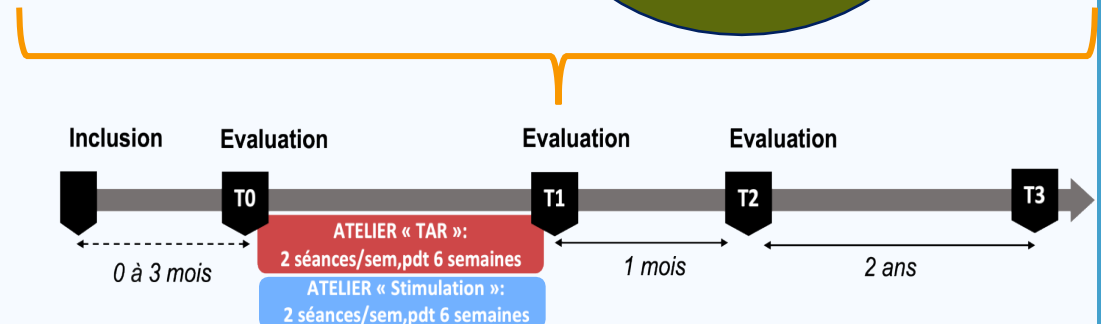 Inclusion
Evaluation
Evaluation
Evaluation
T0
T1
T2
T3
ATELIER « TAR »:
2 séances/sem,pdt 6 semaines
0 à 3 mois
1 mois
2 ans
ATELIER « Stimulation »:
2 séances/sem,pdt 6 semaines